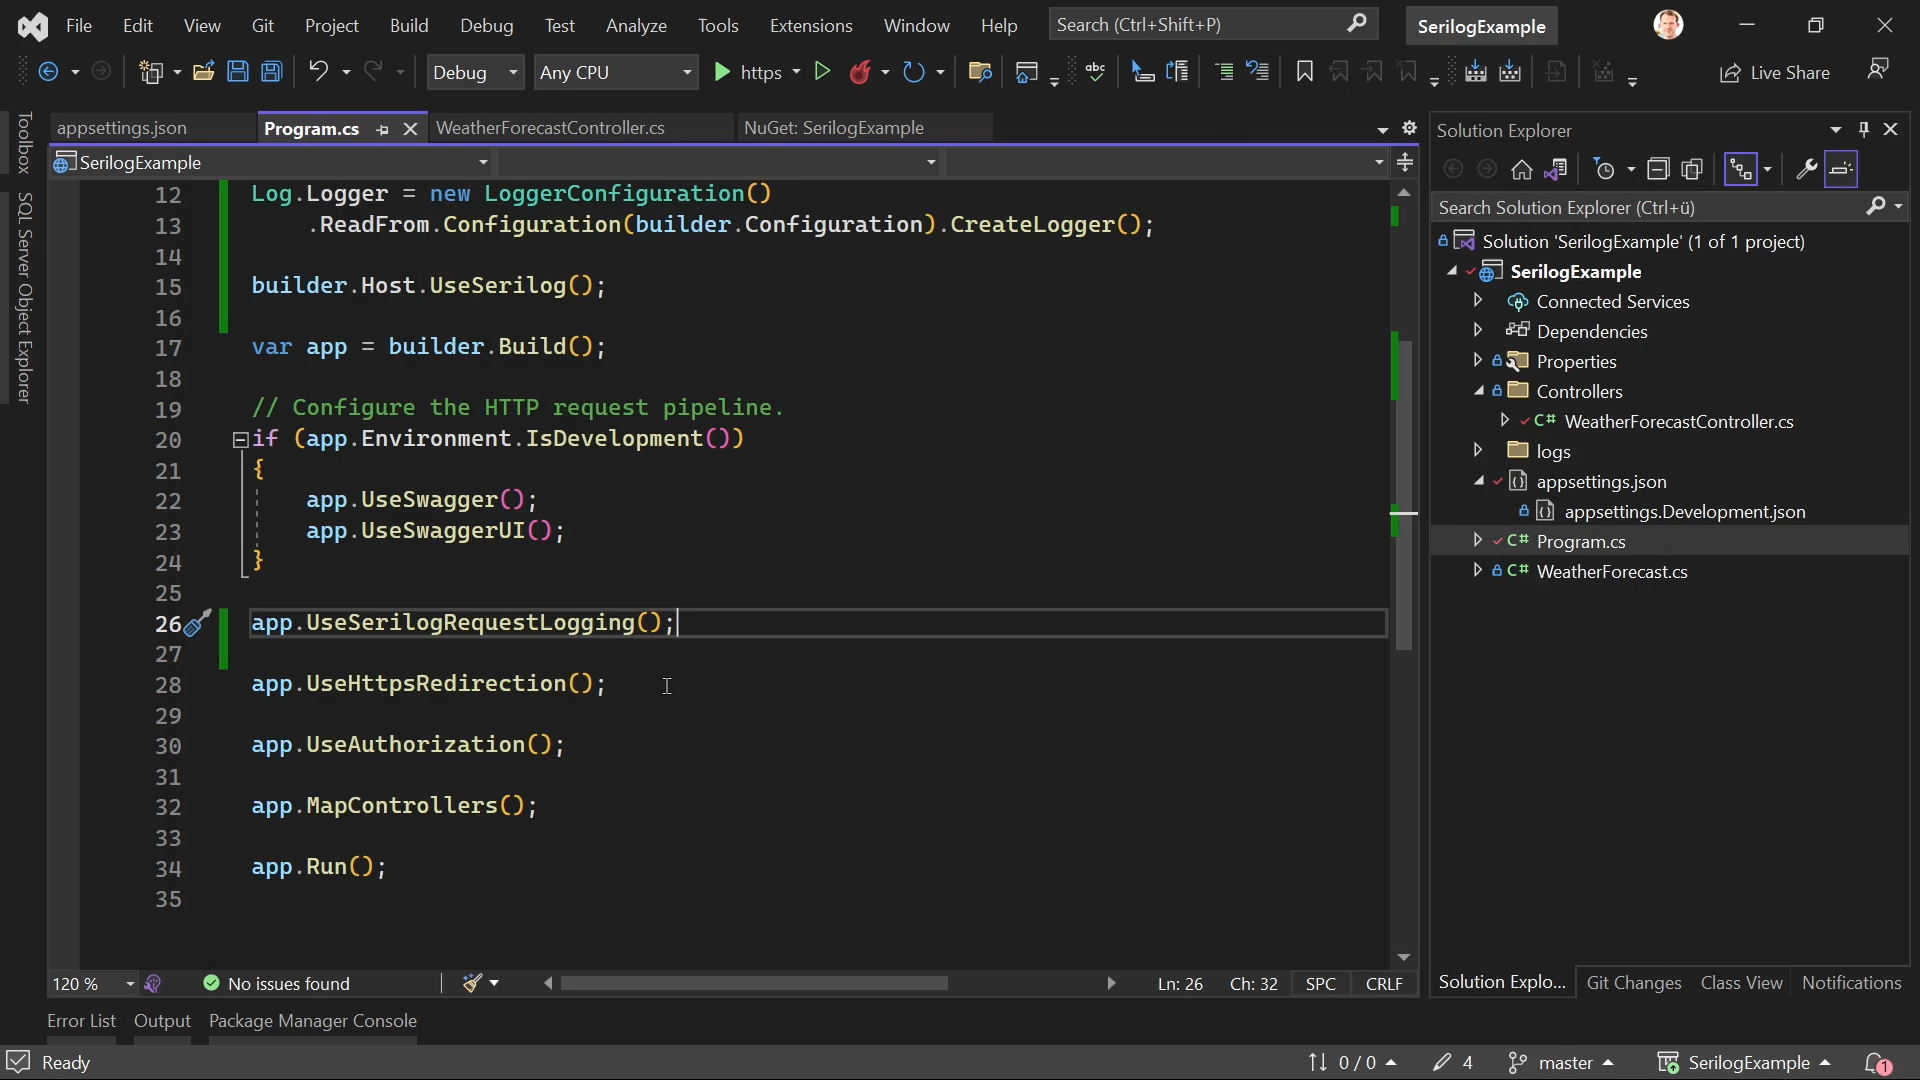 File Edit View Git Project Build Debug Test Analyze Tools Extensions Window Help Search (Ctrl+Shift+P) SerilogExample
Debug Any CPU https Live Share
Toolbox
SQL Server Object Explorer
appsettings.json Program.cs WeatherForecastController.cs NuGet: SerilogExample
SerilogExample
12 Log.Logger = new LoggerConfiguration()
13 .ReadFrom.Configuration(builder.Configuration).CreateLogger();
14
15 builder.Host.UseSerilog();
16
17 var app = builder.Build();
18
19 // Configure the HTTP request pipeline.
20 if (app.Environment.IsDevelopment())
21 {
22 app.UseSwagger();
23 app.UseSwaggerUI();
24 }
25
26 app.UseSerilogRequestLogging();
27
28 app.UseHttpsRedirection();
29
30 app.UseAuthorization();
31
32 app.MapControllers();
33
34 app.Run();
35
120 % No issues found Ln: 26 Ch: 32 SPC CRLF
Solution Explorer
Search Solution Explorer (Ctrl+ü)
Solution 'SerilogExample' (1 of 1 project)
SerilogExample
Connected Services
Dependencies
Properties
Controllers
C# WeatherForecastController.cs
logs
appsettings.json
appsettings.Development.json
C# Program.cs
C# WeatherForecast.cs
Solution Explo... Git Changes Class View Notifications
Error List Output Package Manager Console
Ready 0 / 0 4 master SerilogExample 1